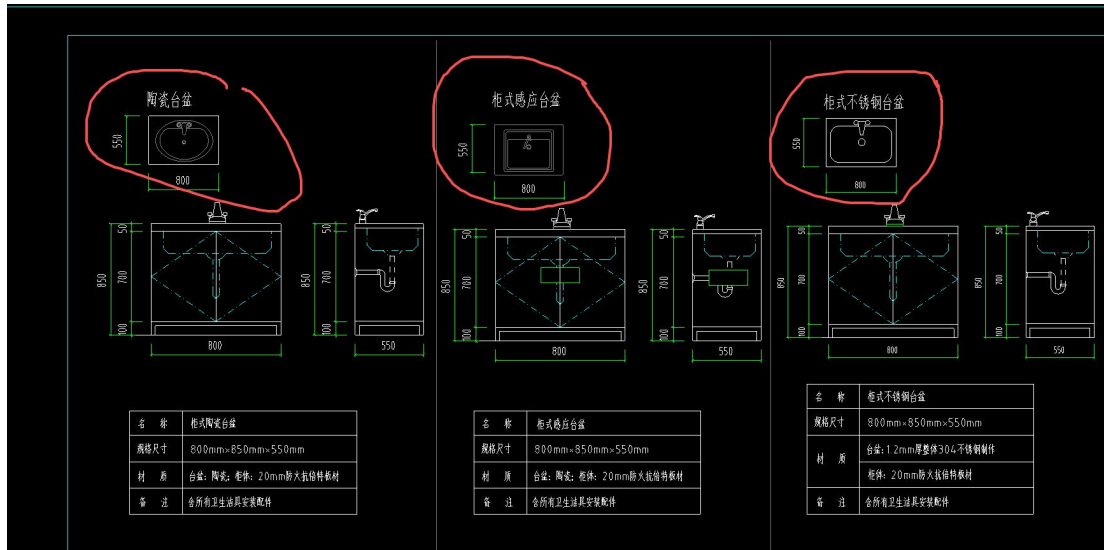 陶瓷台盆
550
800
50
700
100
850
800
850
700
100
550
名 称 柜式陶瓷台盆
规格尺寸 800mm×850mm×550mm
材 质 台盆: 陶瓷; 柜体: 20mm防火抗倍特板材
备 注 含所有卫生洁具安装配件
柜式感应台盆
550
800
50
700
100
850
800
50
700
100
850
550
名 称 柜式感应台盆
规格尺寸 800mm×850mm×550mm
材 质 台盆: 陶瓷; 柜体: 20mm防火抗倍特板材
备 注 含所有卫生洁具安装配件
柜式不锈钢台盆
550
800
50
700
100
850
800
50
700
100
850
550
名 称 柜式不锈钢台盆
规格尺寸 800mm×850mm×550mm
材 质 台盆: 1.2mm厚整体304不锈钢制作
柜体: 20mm防火抗倍特板材
备 注 含所有卫生洁具安装配件